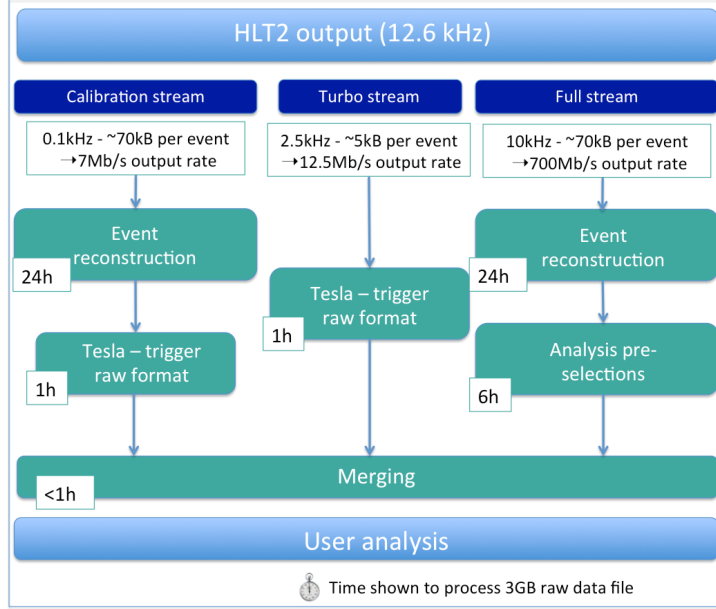 HLT2 output (12.6 kHz)
Calibration stream
Turbo stream
Full stream
0.1kHz - ~70kB per event
→7Mb/s output rate
2.5kHz - ~5kB per event
→12.5Mb/s output rate
10kHz - ~70kB per event
→700Mb/s output rate
Event
reconstruction
24h
Tesla – trigger
raw format
1h
Event
reconstruction
24h
Tesla – trigger
raw format
1h
Analysis pre-
selections
6h
Merging
<1h
User analysis
Time shown to process 3GB raw data file